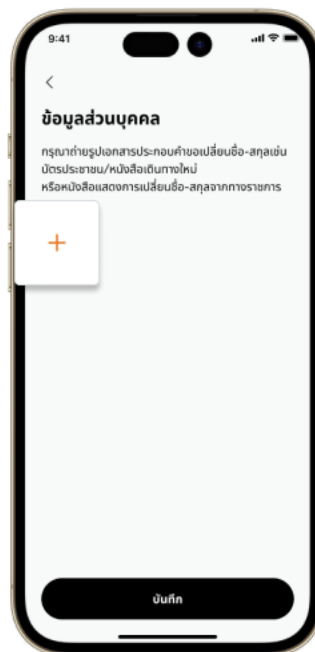 9:41
ข้อมูลส่วนบุคคล
กรุณาถ่ายรูปเอกสารประกอบคำขอเปลี่ยนชื่อ-สกุลเช่น
บัตรประชาชน/หนังสือเดินทางใหม่
หรือหนังสือแสดงการเปลี่ยนชื่อ-สกุลจากทางราชการ
บันทึก